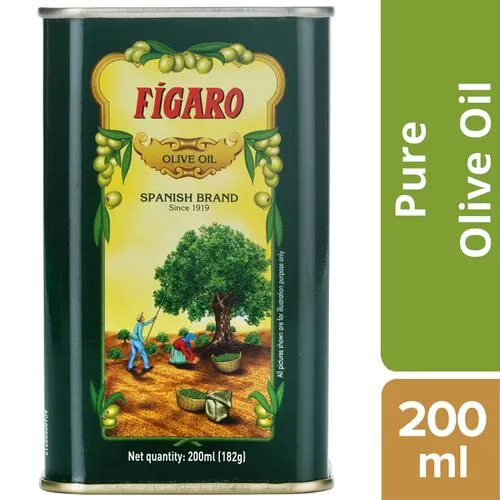 FÍGARO
OLIVE OIL
SPANISH BRAND
Since 1919
All pictures shown are for illustration purpose only
Net quantity: 200ml (182g)
Pure
Olive Oil
200
ml